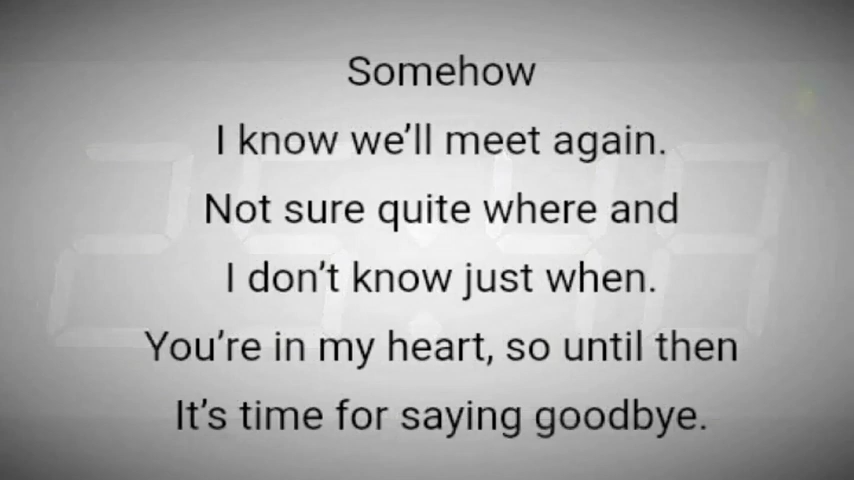 Somehow
I know we’ll meet again.
Not sure quite where and
I don’t know just when.
You’re in my heart, so until then
It’s time for saying goodbye.